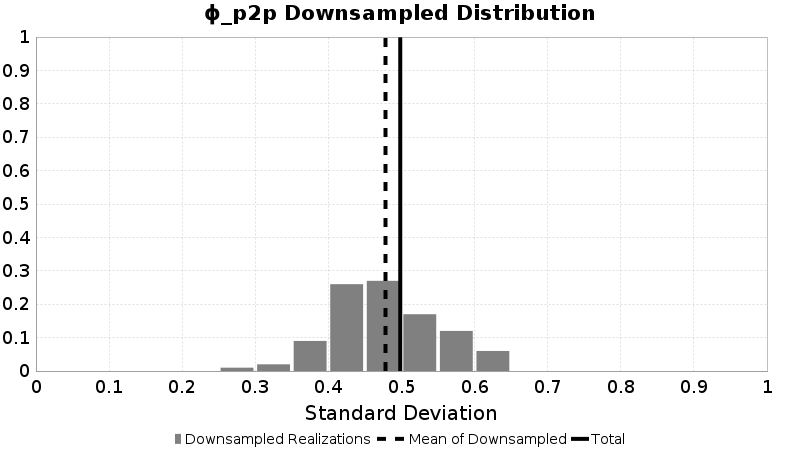 ϕ_p2p Downsampled Distribution
1
0.9
0.8
0.7
0.6
0.5
0.4
0.3
0.2
0.1
0
0 0.1 0.2 0.3 0.4 0.5 0.6 0.7 0.8 0.9 1
Standard Deviation
Downsampled Realizations Mean of Downsampled Total